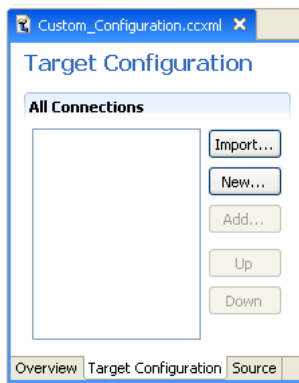 Custom_Configuration.ccxml
Target Configuration
All Connections
Import...
New...
Add...
Up
Down
Overview Target Configuration Source